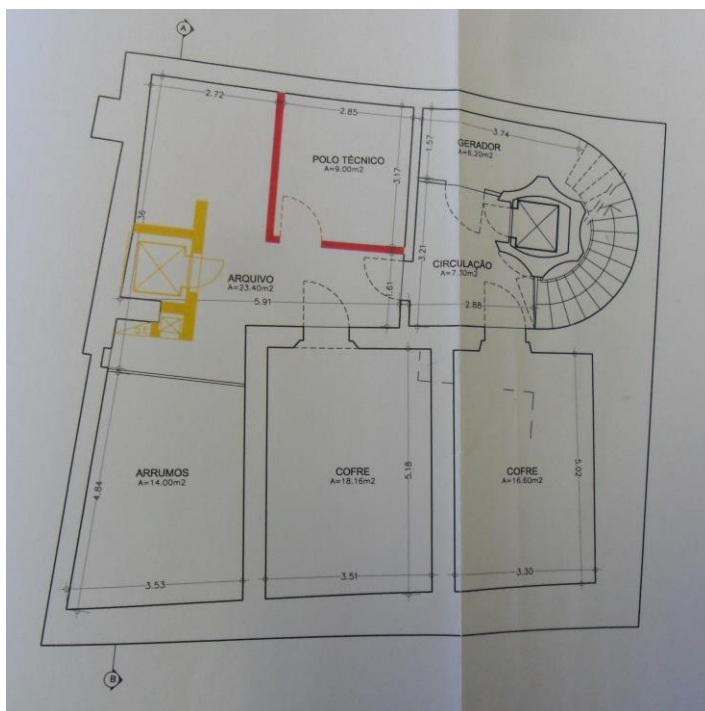 A
2.72
2.85
3.74
1.57
GERADOR
A=6.20m2
POLO TÉCNICO
A=9.00m2
3.17
.36
3.21
CIRCULAÇÃO
ARQUIVO
A=23.40m2
5.91
1.61
2.88
4.84
ARRUMOS
A=14.00m2
COFRE
A=18.16m2
5.18
COFRE
A=16.60m2
5.02
3.53
3.51
3.30
B